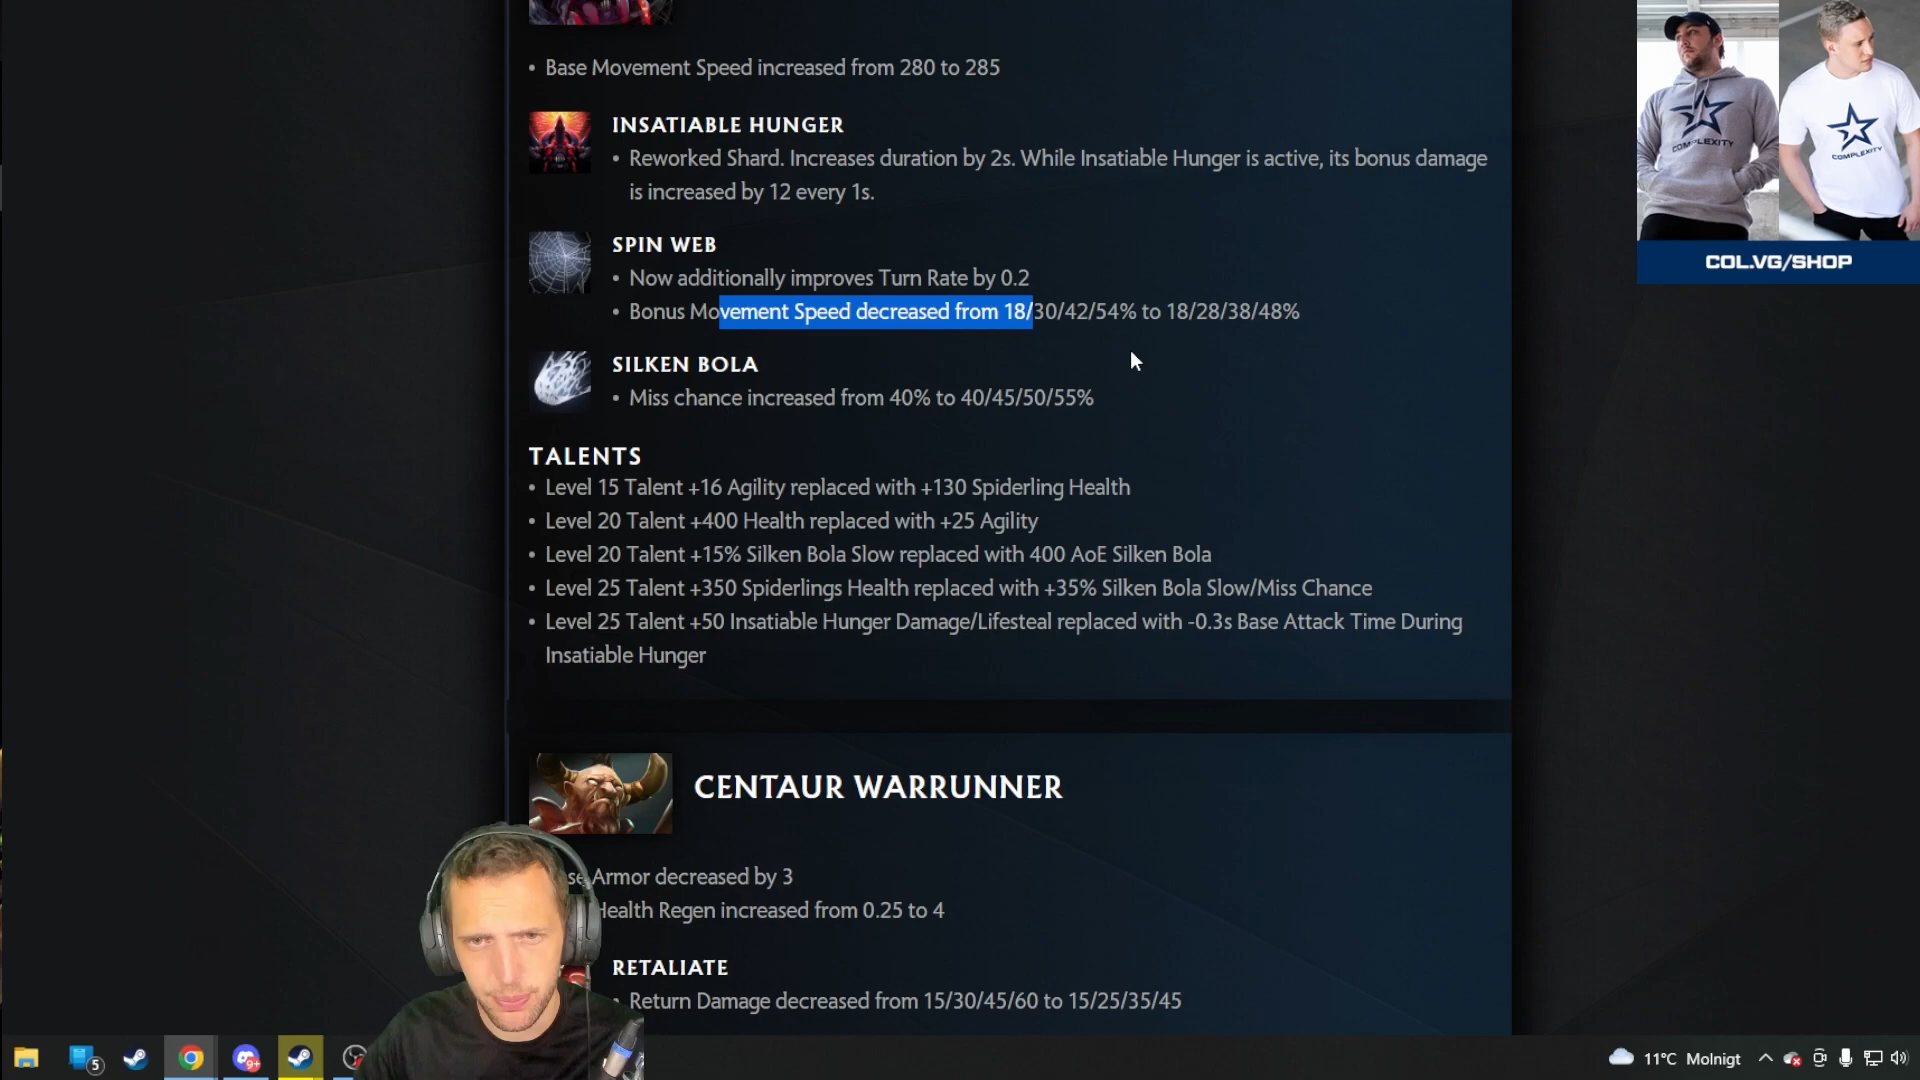 • Base Movement Speed increased from 280 to 285
INSATIABLE HUNGER
• Reworked Shard. Increases duration by 2s. While Insatiable Hunger is active, its bonus damage
is increased by 12 every 1s.
SPIN WEB
• Now additionally improves Turn Rate by 0.2
• Bonus Movement Speed decreased from 18/30/42/54% to 18/28/38/48%
SILKEN BOLA
• Miss chance increased from 40% to 40/45/50/55%
TALENTS
• Level 15 Talent +16 Agility replaced with +130 Spiderling Health
• Level 20 Talent +400 Health replaced with +25 Agility
• Level 20 Talent +15% Silken Bola Slow replaced with 400 AoE Silken Bola
• Level 25 Talent +350 Spiderlings Health replaced with +35% Silken Bola Slow/Miss Chance
• Level 25 Talent +50 Insatiable Hunger Damage/Lifesteal replaced with -0.3s Base Attack Time During
Insatiable Hunger
CENTAUR WARRUNNER
Armor decreased by 3
Health Regen increased from 0.25 to 4
RETALIATE
• Return Damage decreased from 15/30/45/60 to 15/25/35/45
COMPLEXITY
COMPLEXITY
COL.VG/SHOP
5
9+
11°C Molnigt